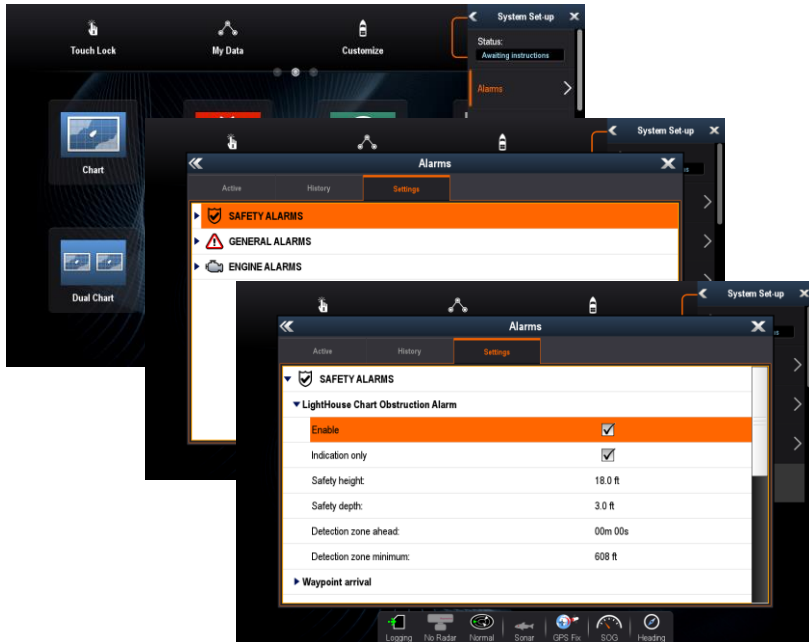 Touch Lock
My Data
Customize
System Set-up
Status:
Awaiting instructions
Alarms
Chart
Dual Chart
System Set-up
Alarms
Active
History
Settings
SAFETY ALARMS
GENERAL ALARMS
ENGINE ALARMS
System Set-up
Alarms
Active
History
Settings
SAFETY ALARMS
LightHouse Chart Obstruction Alarm
Enable
Indication only
Safety height: 18.0 ft
Safety depth: 3.0 ft
Detection zone ahead: 00m 00s
Detection zone minimum: 608 ft
Waypoint arrival
Logging
No Radar
Normal
Sonar
GPS Fix
SOG
Heading